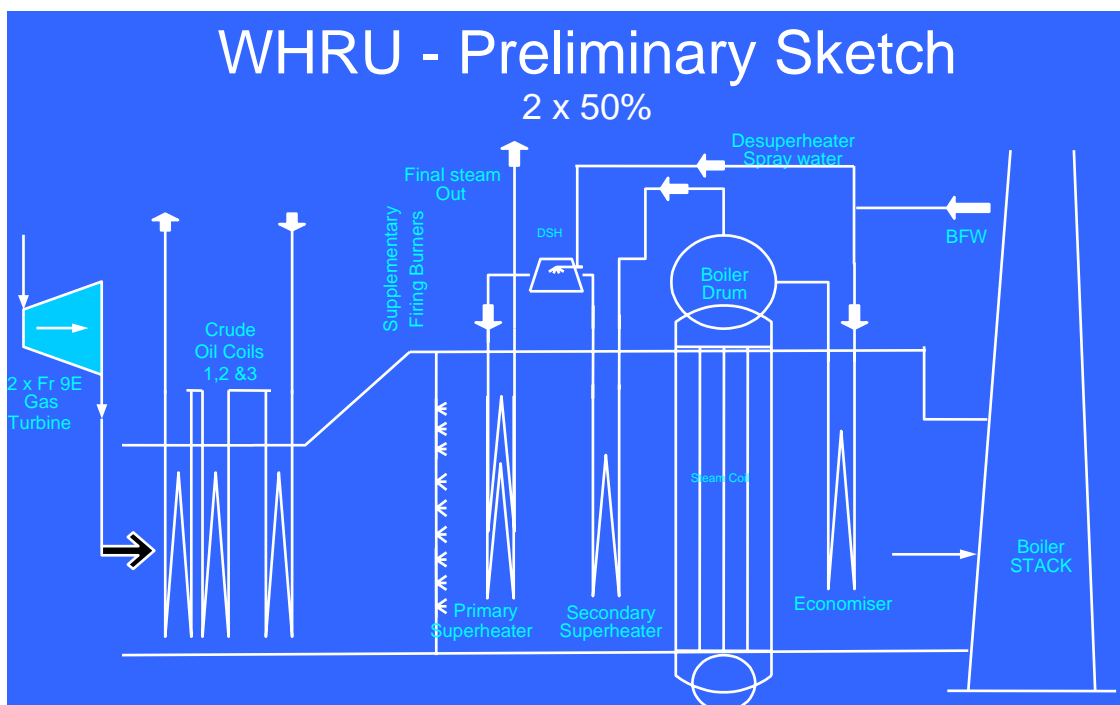 WHRU - Preliminary Sketch
2 x 50%
Desuperheater
Spray water
Final steam
Out
Supplementary
Firing Burners
DSH
BFW
Boiler
Drum
Crude
Oil Coils
1,2 &3
2 x Fr 9E
Gas
Turbine
Steam Coil
Boiler
STACK
Economiser
Primary
Superheater
Secondary
Superheater